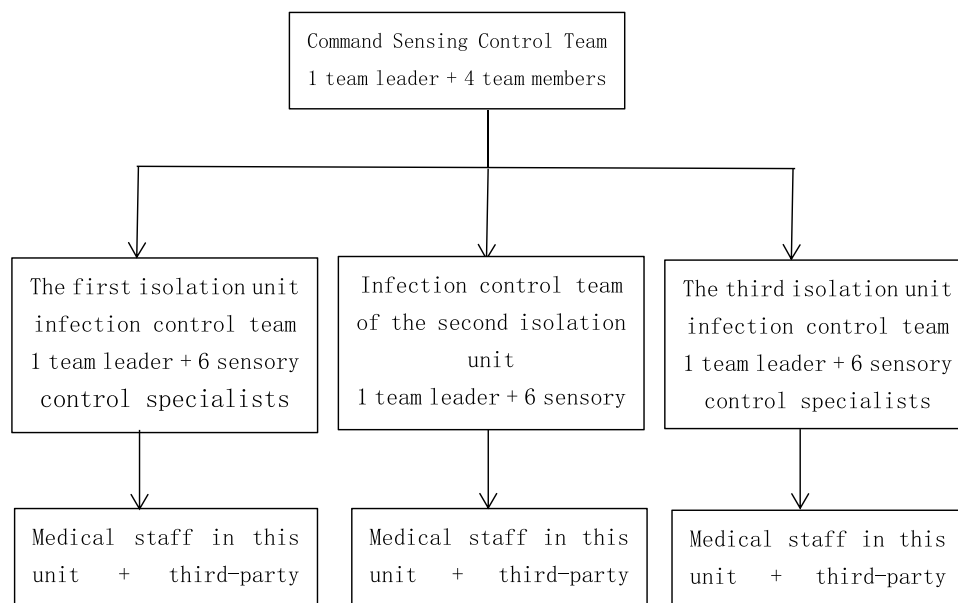 Command Sensing Control Team
1 team leader + 4 team members
The first isolation unit
infection control team
1 team leader + 6 sensory
control specialists
Infection control team
of the second isolation
unit
1 team leader + 6 sensory
The third isolation unit
infection control team
1 team leader + 6 sensory
control specialists
Medical staff in this
unit + third-party
Medical staff in this
unit + third-party
Medical staff in this
unit + third-party